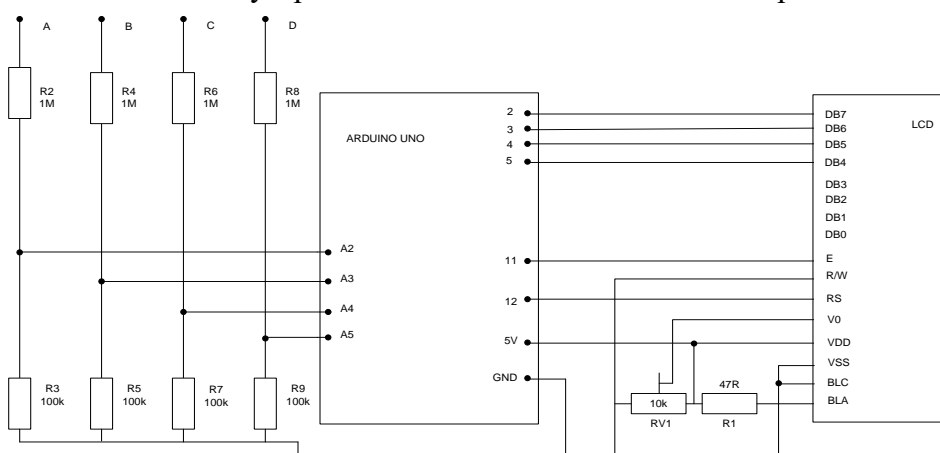 A B C D
R2 R4 R6 R8
1M 1M 1M 1M
ARDUINO UNO
2
3
4
5
A2
A3
A4
A5
11
12
5V
GND
LCD
DB7
DB6
DB5
DB4
DB3
DB2
DB1
DB0
E
R/W
RS
V0
VDD
VSS
BLC
BLA
R3 R5 R7 R9
100k 100k 100k 100k
10k
RV1
47R
R1